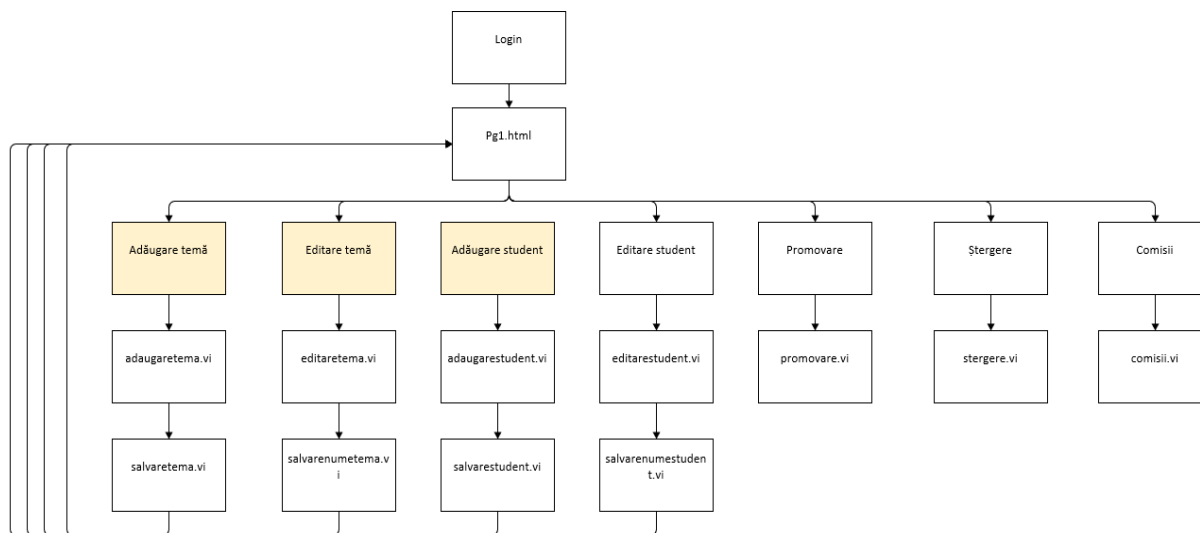 Login
Pg1.html
Adăugare temă
Editare temă
Adăugare student
Editare student
Promovare
Ștergere
Comisii
adaugaretema.vi
editaretema.vi
adaugarestudent.vi
editarestudent.vi
promovare.vi
stergere.vi
comisii.vi
salvaretema.vi
salvarenumetema.v
i
salvarestudent.vi
salvarenumestuden
t.vi